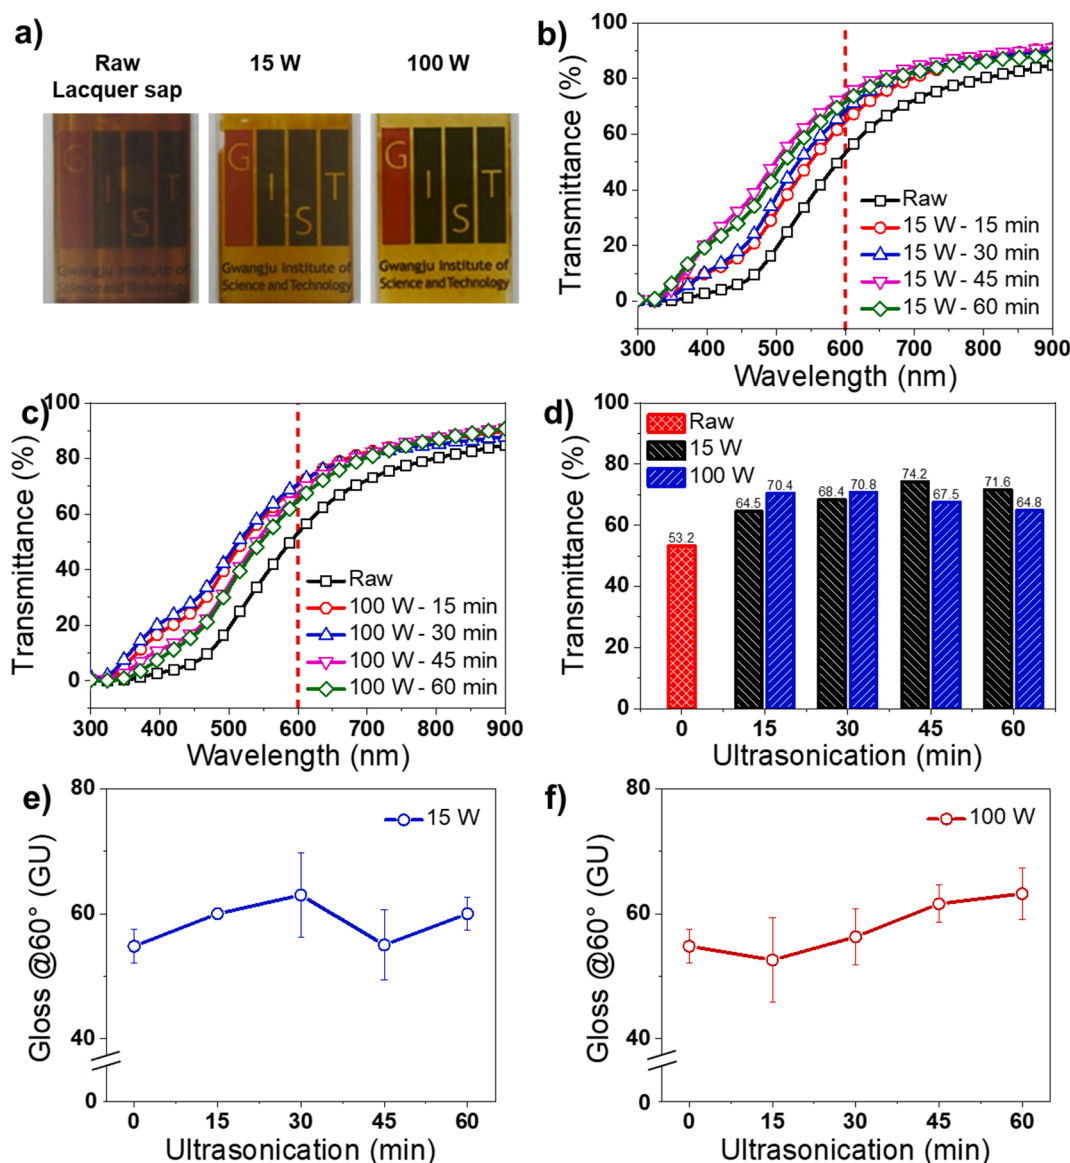 a)
Raw
Lacquer sap
15 W
100 W
G I S T
Gwangju Institute of
Science and Technology
G I S T
Gwangju Institute of
Science and Technology
G I S T
Gwangju Institute of
Science and Technology
b)
Transmittance (%)
100
80
60
40
20
0
Raw
15 W - 15 min
15 W - 30 min
15 W - 45 min
15 W - 60 min
300 400 500 600 700 800 900
Wavelength (nm)
c)
Transmittance (%)
100
80
60
40
20
0
Raw
100 W - 15 min
100 W - 30 min
100 W - 45 min
100 W - 60 min
300 400 500 600 700 800 900
Wavelength (nm)
d)
Transmittance (%)
100
80
60
40
20
0
Raw
15 W
100 W
53.2
64.5 70.4
68.4 70.8
74.2 67.5
71.6 64.8
0 15 30 45 60
Ultrasonication (min)
e)
Gloss @60° (GU)
80
60
40
0
15 W
0 15 30 45 60
Ultrasonication (min)
f)
Gloss @60° (GU)
80
60
40
0
100 W
0 15 30 45 60
Ultrasonication (min)